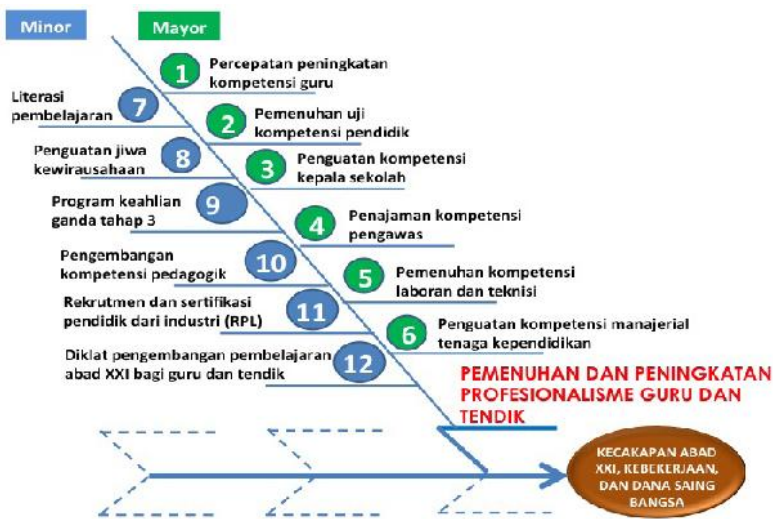 Minor
Mayor
1
Percepatan peningkatan
kompetensi guru
Literasi
pembelajaran
7
2
Pemenuhan uji
kompetensi pendidik
Penguatan jiwa
kewirausahaan
8
3
Penguatan kompetensi
kepala sekolah
Program keahlian
ganda tahap 3
9
4
Penajaman kompetensi
pengawas
Pengembangan
kompetensi pedagogik
10
5
Pemenuhan kompetensi
laboran dan teknisi
Rekrutmen dan sertifikasi
pendidik dari industri (RPL)
11
6
Penguatan kompetensi manajerial
tenaga kependidikan
Diklat pengembangan pembelajaran
abad XXI bagi guru dan tendik
12
PEMENUHAN DAN PENINGKATAN
PROFESIONALISME GURU DAN
TENDIK
KECAKAPAN ABAD
XXI, KEBEKERJAAN,
DAN DANA SAING
BANGSA